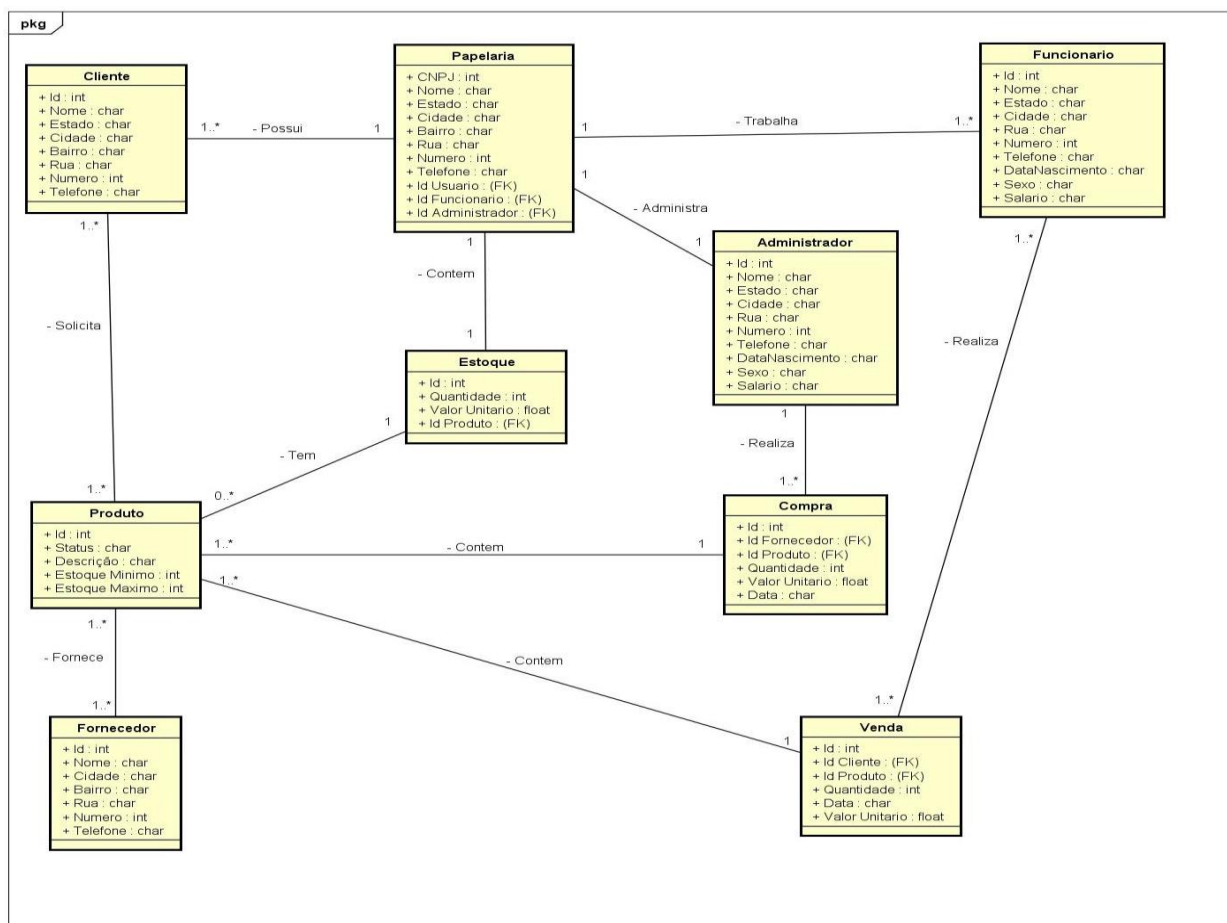 pkg
Cliente
+ Id : int
+ Nome : char
+ Estado : char
+ Cidade : char
+ Bairro : char
+ Rua : char
+ Numero : int
+ Telefone : char
1..*
- Possui
1
Papelaria
+ CNPJ : int
+ Nome : char
+ Estado : char
+ Cidade : char
+ Bairro : char
+ Rua : char
+ Numero : int
+ Telefone : char
+ Id Usuario : (FK)
+ Id Funcionario : (FK)
+ Id Administrador : (FK)
1
- Trabalha
1..*
Funcionario
+ Id : int
+ Nome : char
+ Estado : char
+ Cidade : char
+ Rua : char
+ Numero : int
+ Telefone : char
+ DataNascimento : char
+ Sexo : char
+ Salario : char
1
- Administra
1
Administrador
+ Id : int
+ Nome : char
+ Estado : char
+ Cidade : char
+ Rua : char
+ Numero : int
+ Telefone : char
+ DataNascimento : char
+ Sexo : char
+ Salario : char
1..*
- Solicita
1..*
1
- Contem
1
Estoque
+ Id : int
+ Quantidade : int
+ Valor Unitario : float
+ Id Produto : (FK)
1
- Tem
0..*
1..*
- Realiza
1..*
1
- Realiza
1..*
Produto
+ Id : int
+ Status : char
+ Descrição : char
+ Estoque Minimo : int
+ Estoque Maximo : int
1..*
- Contem
1
Compra
+ Id : int
+ Id Fornecedor : (FK)
+ Id Produto : (FK)
+ Quantidade : int
+ Valor Unitario : float
+ Data : char
1..*
- Contem
1
1..*
- Fornece
1..*
Fornecedor
+ Id : int
+ Nome : char
+ Cidade : char
+ Bairro : char
+ Rua : char
+ Numero : int
+ Telefone : char
Venda
+ Id : int
+ Id Cliente : (FK)
+ Id Produto : (FK)
+ Quantidade : int
+ Data : char
+ Valor Unitario : float